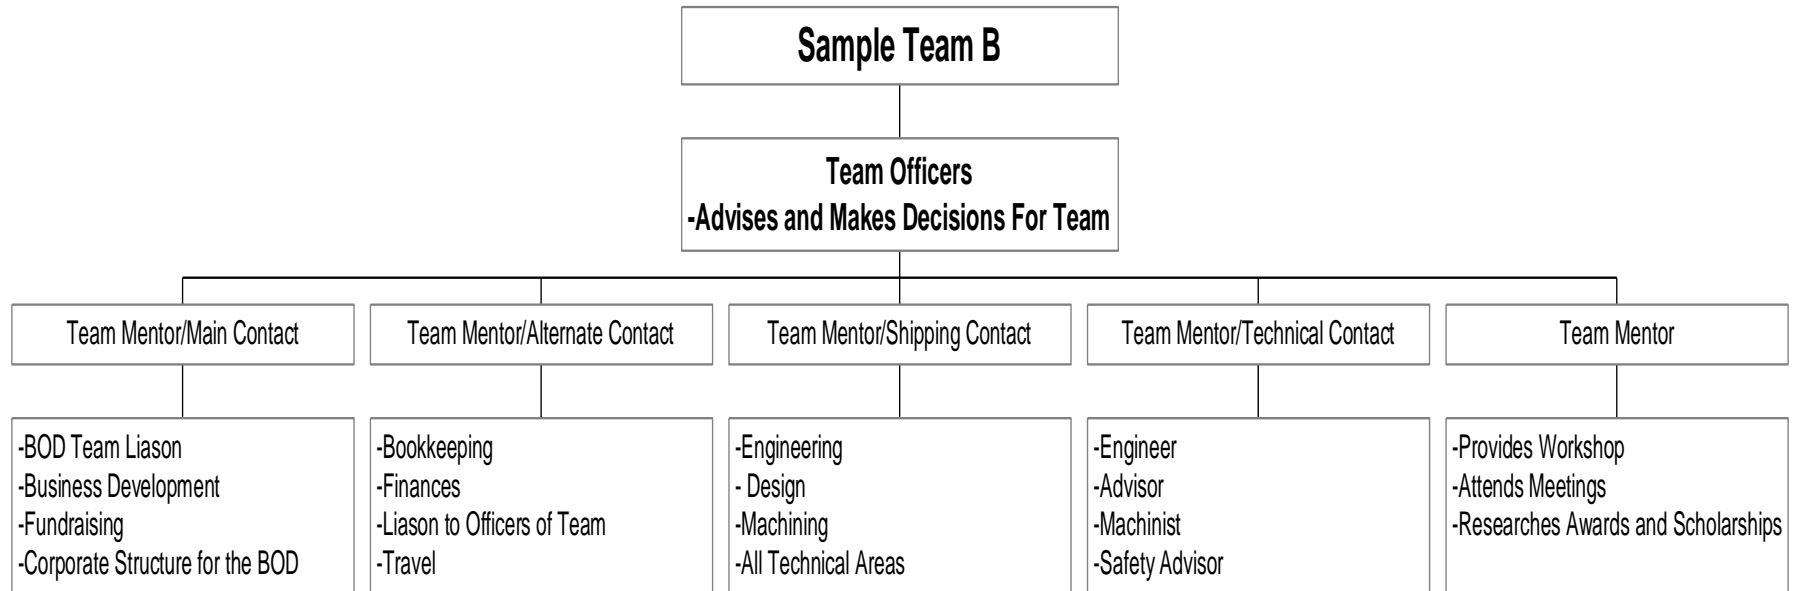 Sample Team B
Team Officers
-Advises and Makes Decisions For Team
Team Mentor/Main Contact
Team Mentor/Alternate Contact
Team Mentor/Shipping Contact
Team Mentor/Technical Contact
Team Mentor
-BOD Team Liason
-Business Development
-Fundraising
-Corporate Structure for the BOD
-Bookkeeping
-Finances
-Liason to Officers of Team
-Travel
-Engineering
- Design
-Machining
-All Technical Areas
-Engineer
-Advisor
-Machinist
-Safety Advisor
-Provides Workshop
-Attends Meetings
-Researches Awards and Scholarships